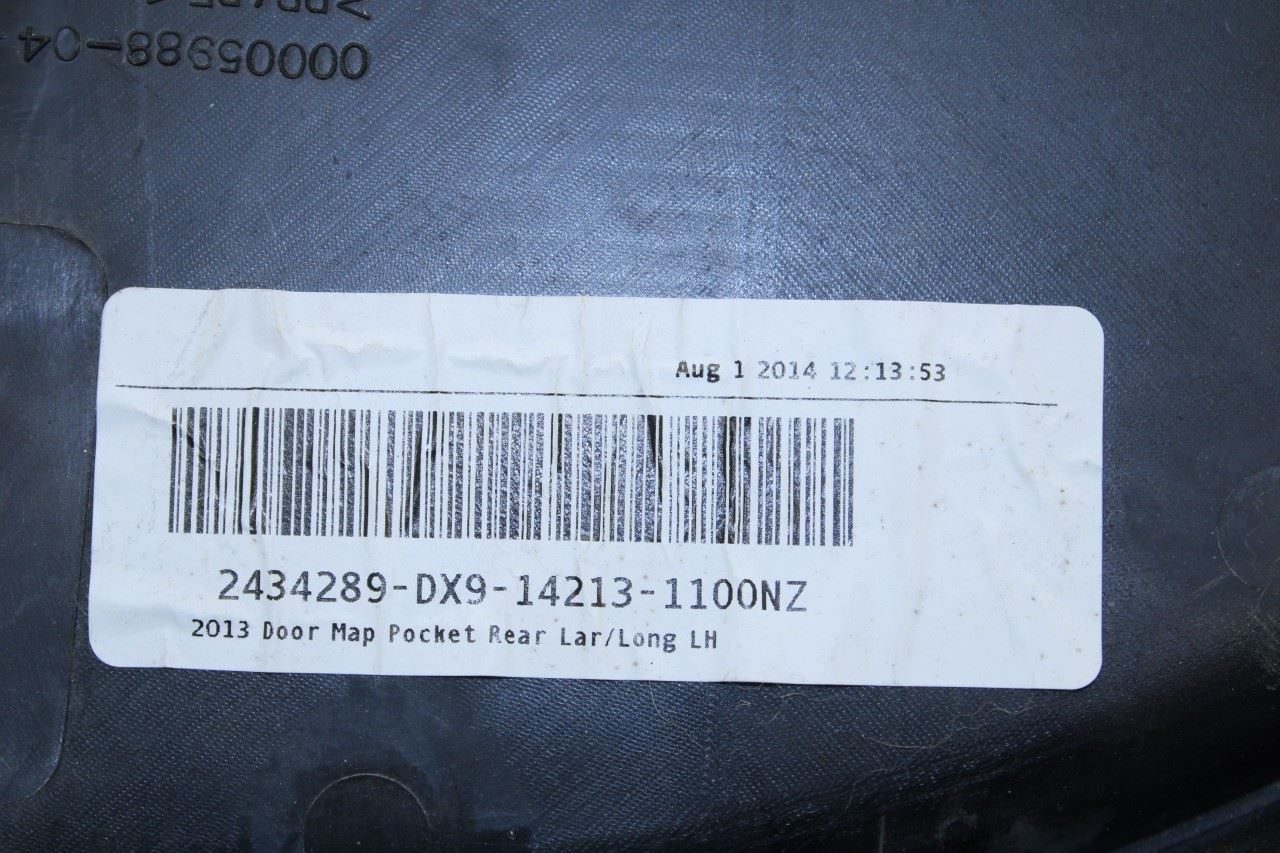 00005988-04
Aug 1 2014 12:13:53
2434289-DX9-14213-1100NZ
2013 Door Map Pocket Rear Lar/Long LH